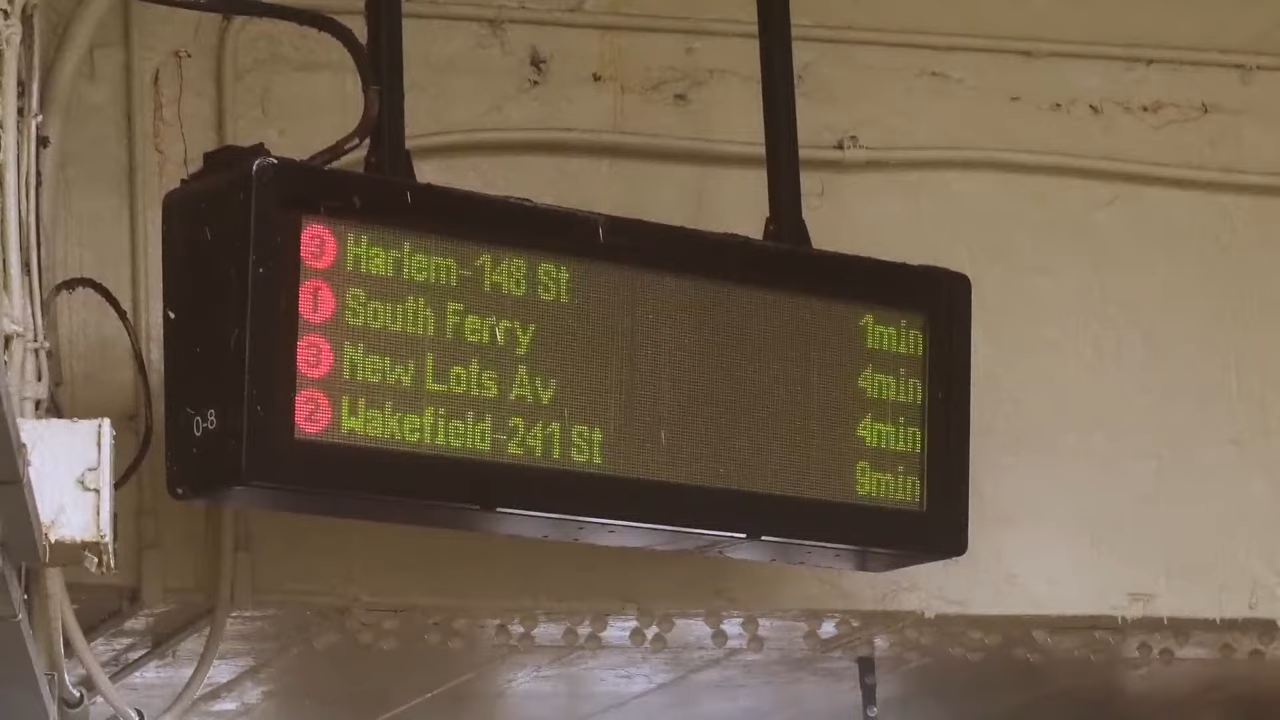 3 Harlem-148 St 1min
1 South Ferry 4min
3 New Lots Av 4min
2 Wakefield-241 St 9min
0-8